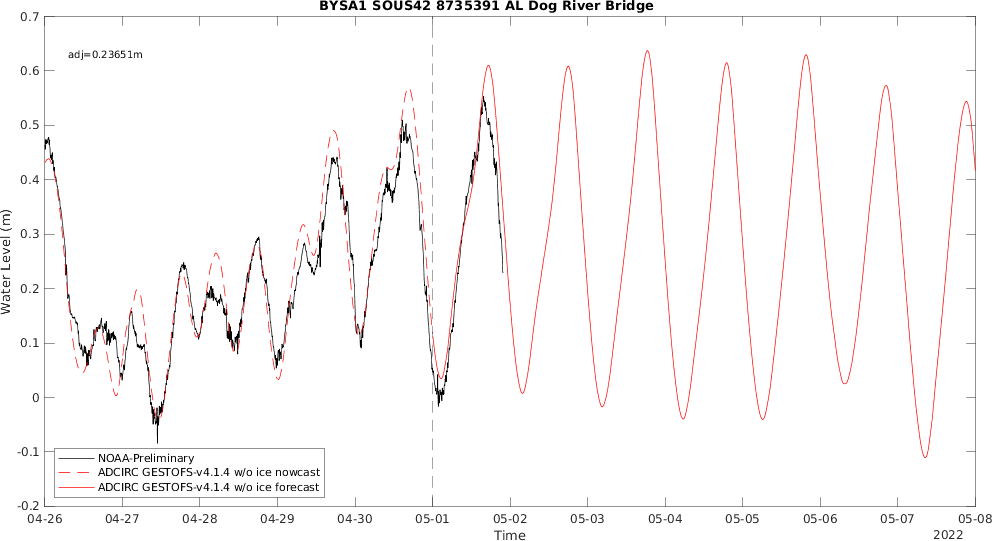 BYSA1 SOUS42 8735391 AL Dog River Bridge
adj=0.23651m
Water Level (m)
0.7
0.6
0.5
0.4
0.3
0.2
0.1
0
-0.1
-0.2
NOAA-Preliminary
ADCIRC GESTOFS-v4.1.4 w/o ice nowcast
ADCIRC GESTOFS-v4.1.4 w/o ice forecast
04-26 04-27 04-28 04-29 04-30 05-01 05-02 05-03 05-04 05-05 05-06 05-07 05-08
Time
2022